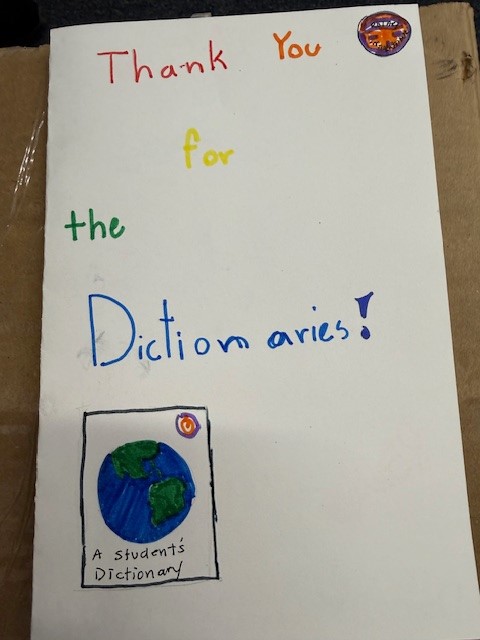 Thank You
for
the
Dictionaries!
A Student's
Dictionary